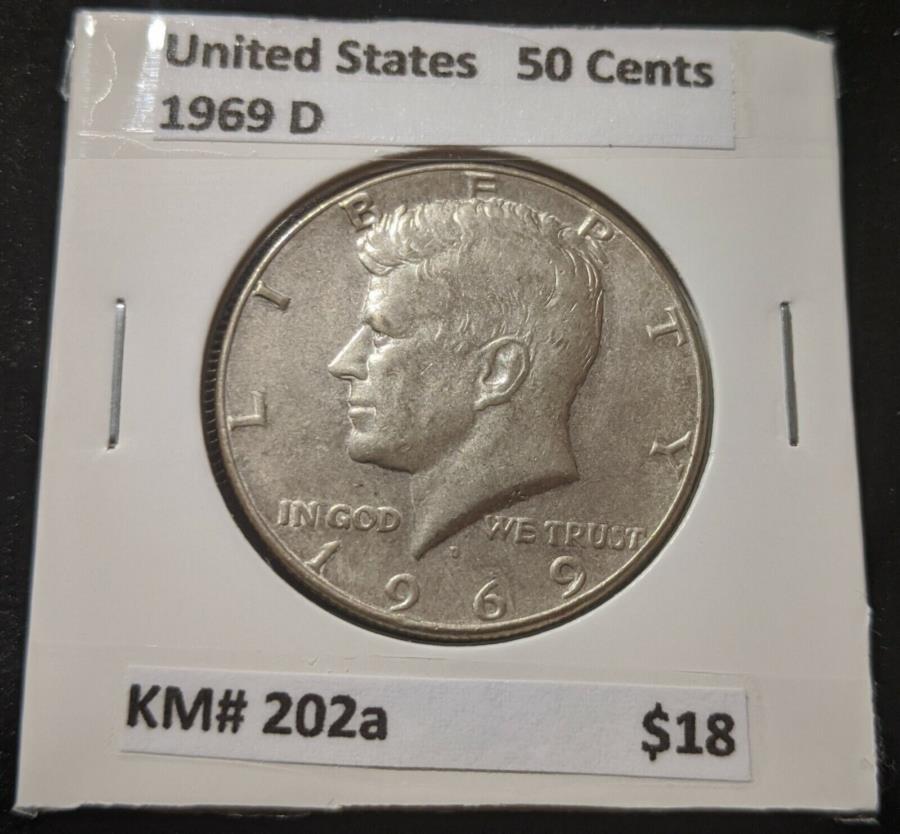 United States 50 Cents
1969 D
LIBERTY
IN GOD WE TRUST
1969
KM# 202a
$18